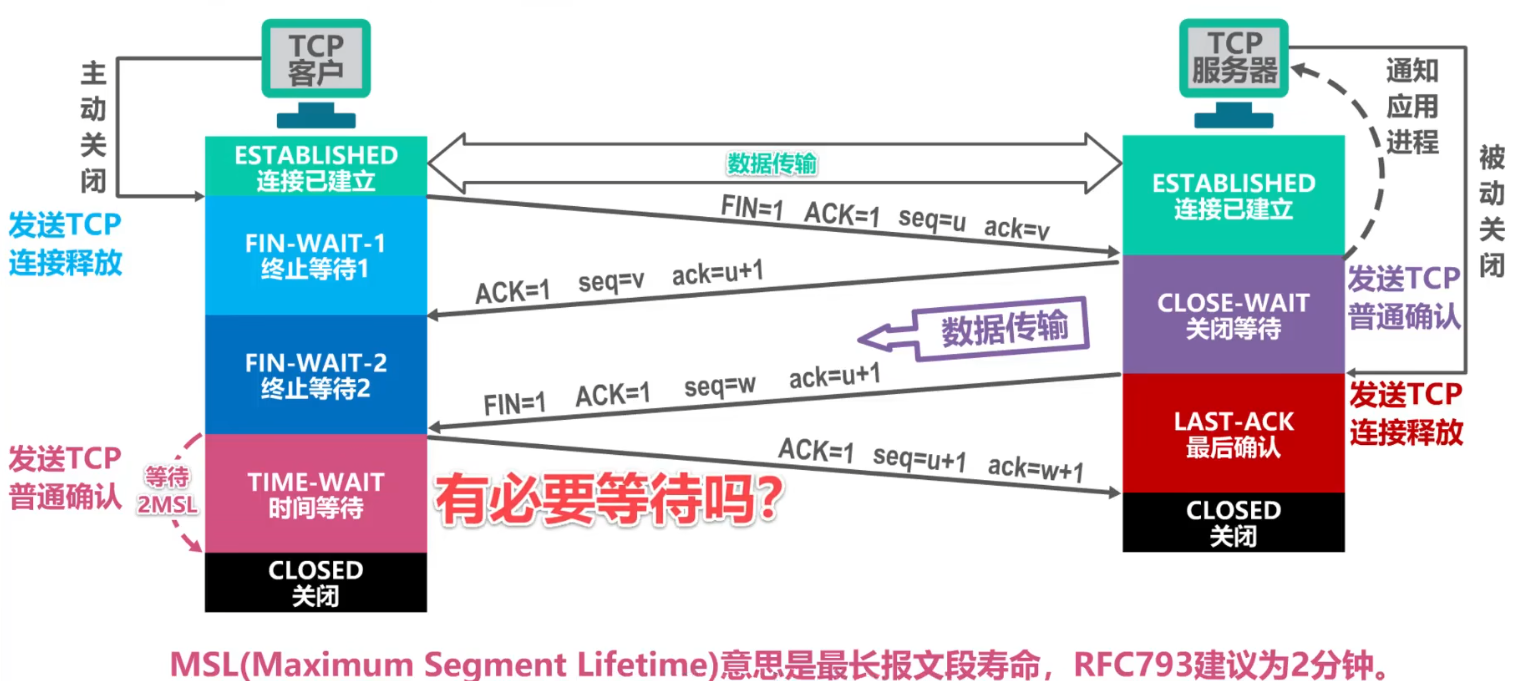 TCP
客户
TCP
服务器
主动关闭
通知
应用
进程
被动关闭
ESTABLISHED
连接已建立
数据传输
ESTABLISHED
连接已建立
FIN=1 ACK=1 seq=u ack=v
发送TCP
连接释放
FIN-WAIT-1
终止等待1
ACK=1 seq=v ack=u+1
CLOSE-WAIT
关闭等待
发送TCP
普通确认
数据传输
FIN-WAIT-2
终止等待2
FIN=1 ACK=1 seq=w ack=u+1
LAST-ACK
最后确认
发送TCP
连接释放
ACK=1 seq=u+1 ack=w+1
发送TCP
普通确认
等待
2MSL
TIME-WAIT
时间等待
有必要等待吗?
CLOSED
关闭
CLOSED
关闭
MSL(Maximum Segment Lifetime)意思是最长报文段寿命，RFC793建议为2分钟。